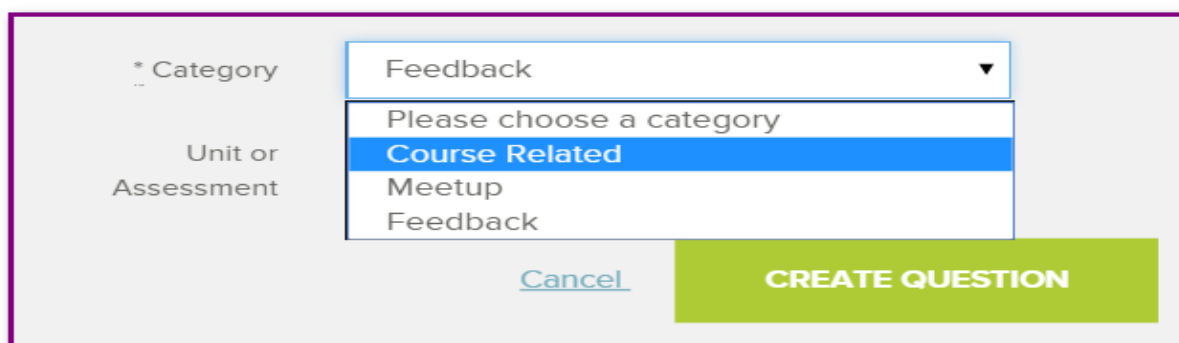 * Category
Feedback
Please choose a category
Course Related
Unit or
Assessment
Meetup
Feedback
Cancel
CREATE QUESTION